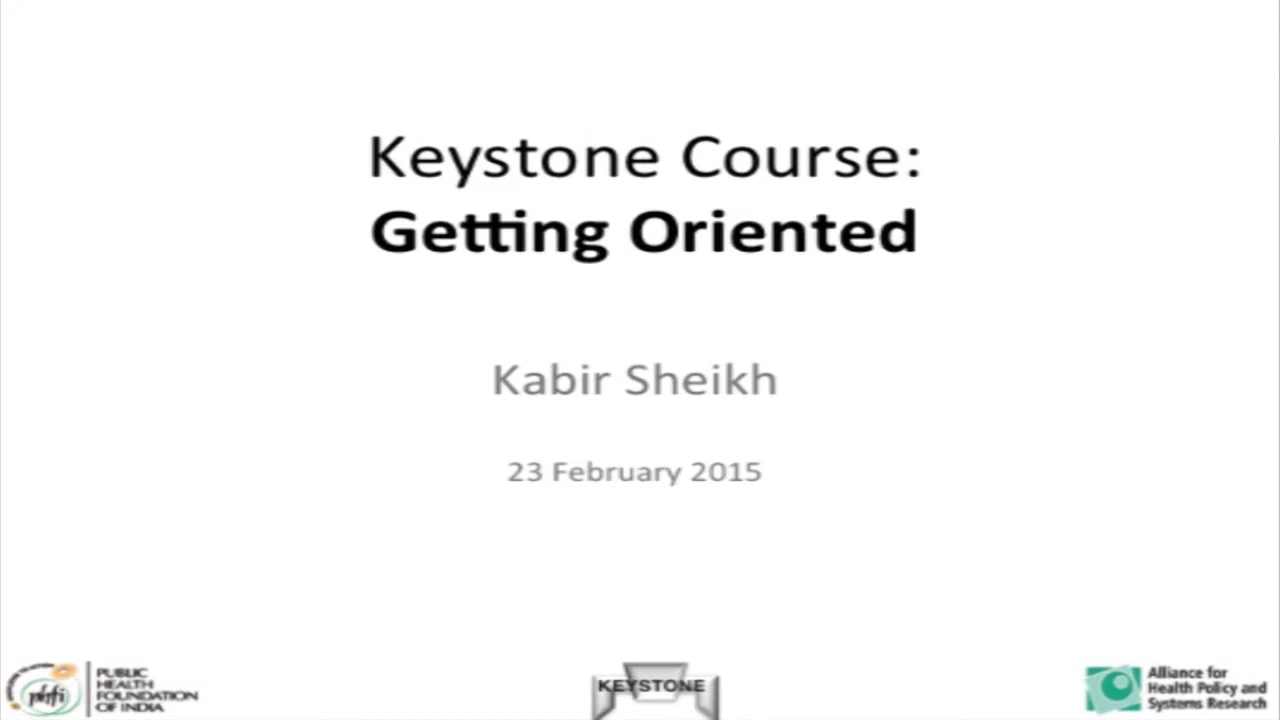 Keystone Course:
Getting Oriented
Kabir Sheikh
23 February 2015
phfi
PUBLIC
HEALTH
FOUNDATION
OF INDIA
KEYSTONE
Alliance for
Health Policy and
Systems Research